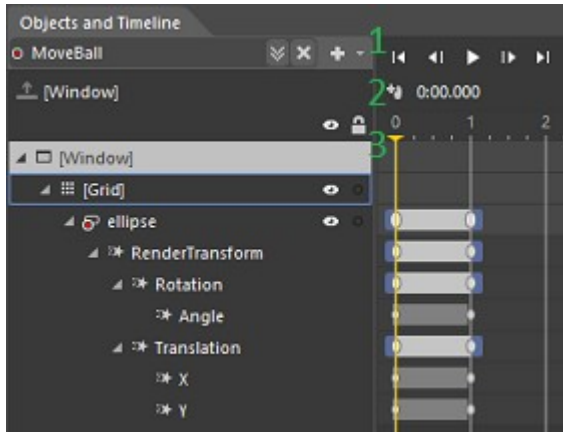 Objects and Timeline
MoveBall 1
[Window] 2 0:00.000
0 1 2
3
[Window]
[Grid]
ellipse
RenderTransform
Rotation
Angle
Translation
X
Y